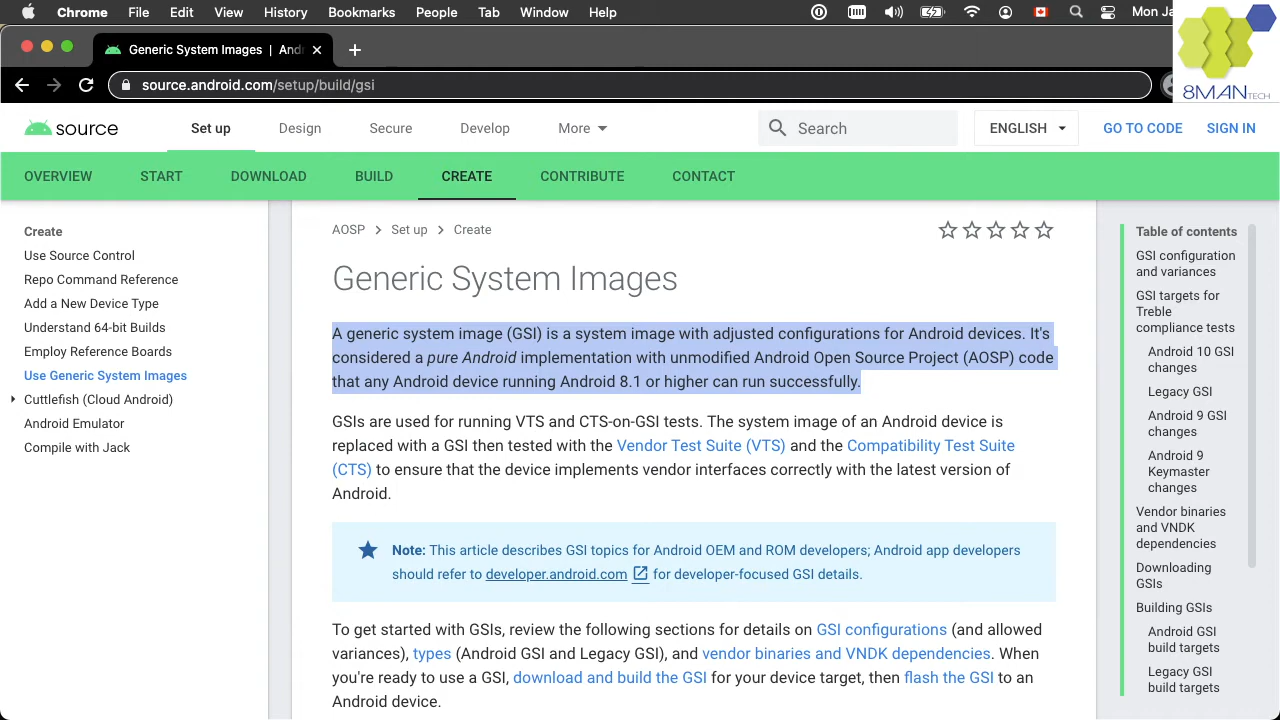 Chrome File Edit View History Bookmarks People Tab Window Help
Mon Ja
8MANTECH
Generic System Images | And
source.android.com/setup/build/gsi
source Set up Design Secure Develop More Search ENGLISH GO TO CODE SIGN IN
OVERVIEW START DOWNLOAD BUILD CREATE CONTRIBUTE CONTACT
Create
Use Source Control
Repo Command Reference
Add a New Device Type
Understand 64-bit Builds
Employ Reference Boards
Use Generic System Images
Cuttlefish (Cloud Android)
Android Emulator
Compile with Jack
AOSP > Set up > Create
Generic System Images
A generic system image (GSI) is a system image with adjusted configurations for Android devices. It's
considered a pure Android implementation with unmodified Android Open Source Project (AOSP) code
that any Android device running Android 8.1 or higher can run successfully.
GSIs are used for running VTS and CTS-on-GSI tests. The system image of an Android device is
replaced with a GSI then tested with the Vendor Test Suite (VTS) and the Compatibility Test Suite
(CTS) to ensure that the device implements vendor interfaces correctly with the latest version of
Android.
Note: This article describes GSI topics for Android OEM and ROM developers; Android app developers
should refer to developer.android.com for developer-focused GSI details.
To get started with GSIs, review the following sections for details on GSI configurations (and allowed
variances), types (Android GSI and Legacy GSI), and vendor binaries and VNDK dependencies. When
you're ready to use a GSI, download and build the GSI for your device target, then flash the GSI to an
Android device.
Table of contents
GSI configuration
and variances
GSI targets for
Treble
compliance tests
Android 10 GSI
changes
Legacy GSI
Android 9 GSI
changes
Android 9
Keymaster
changes
Vendor binaries
and VNDK
dependencies
Downloading
GSIs
Building GSIs
Android GSI
build targets
Legacy GSI
build targets